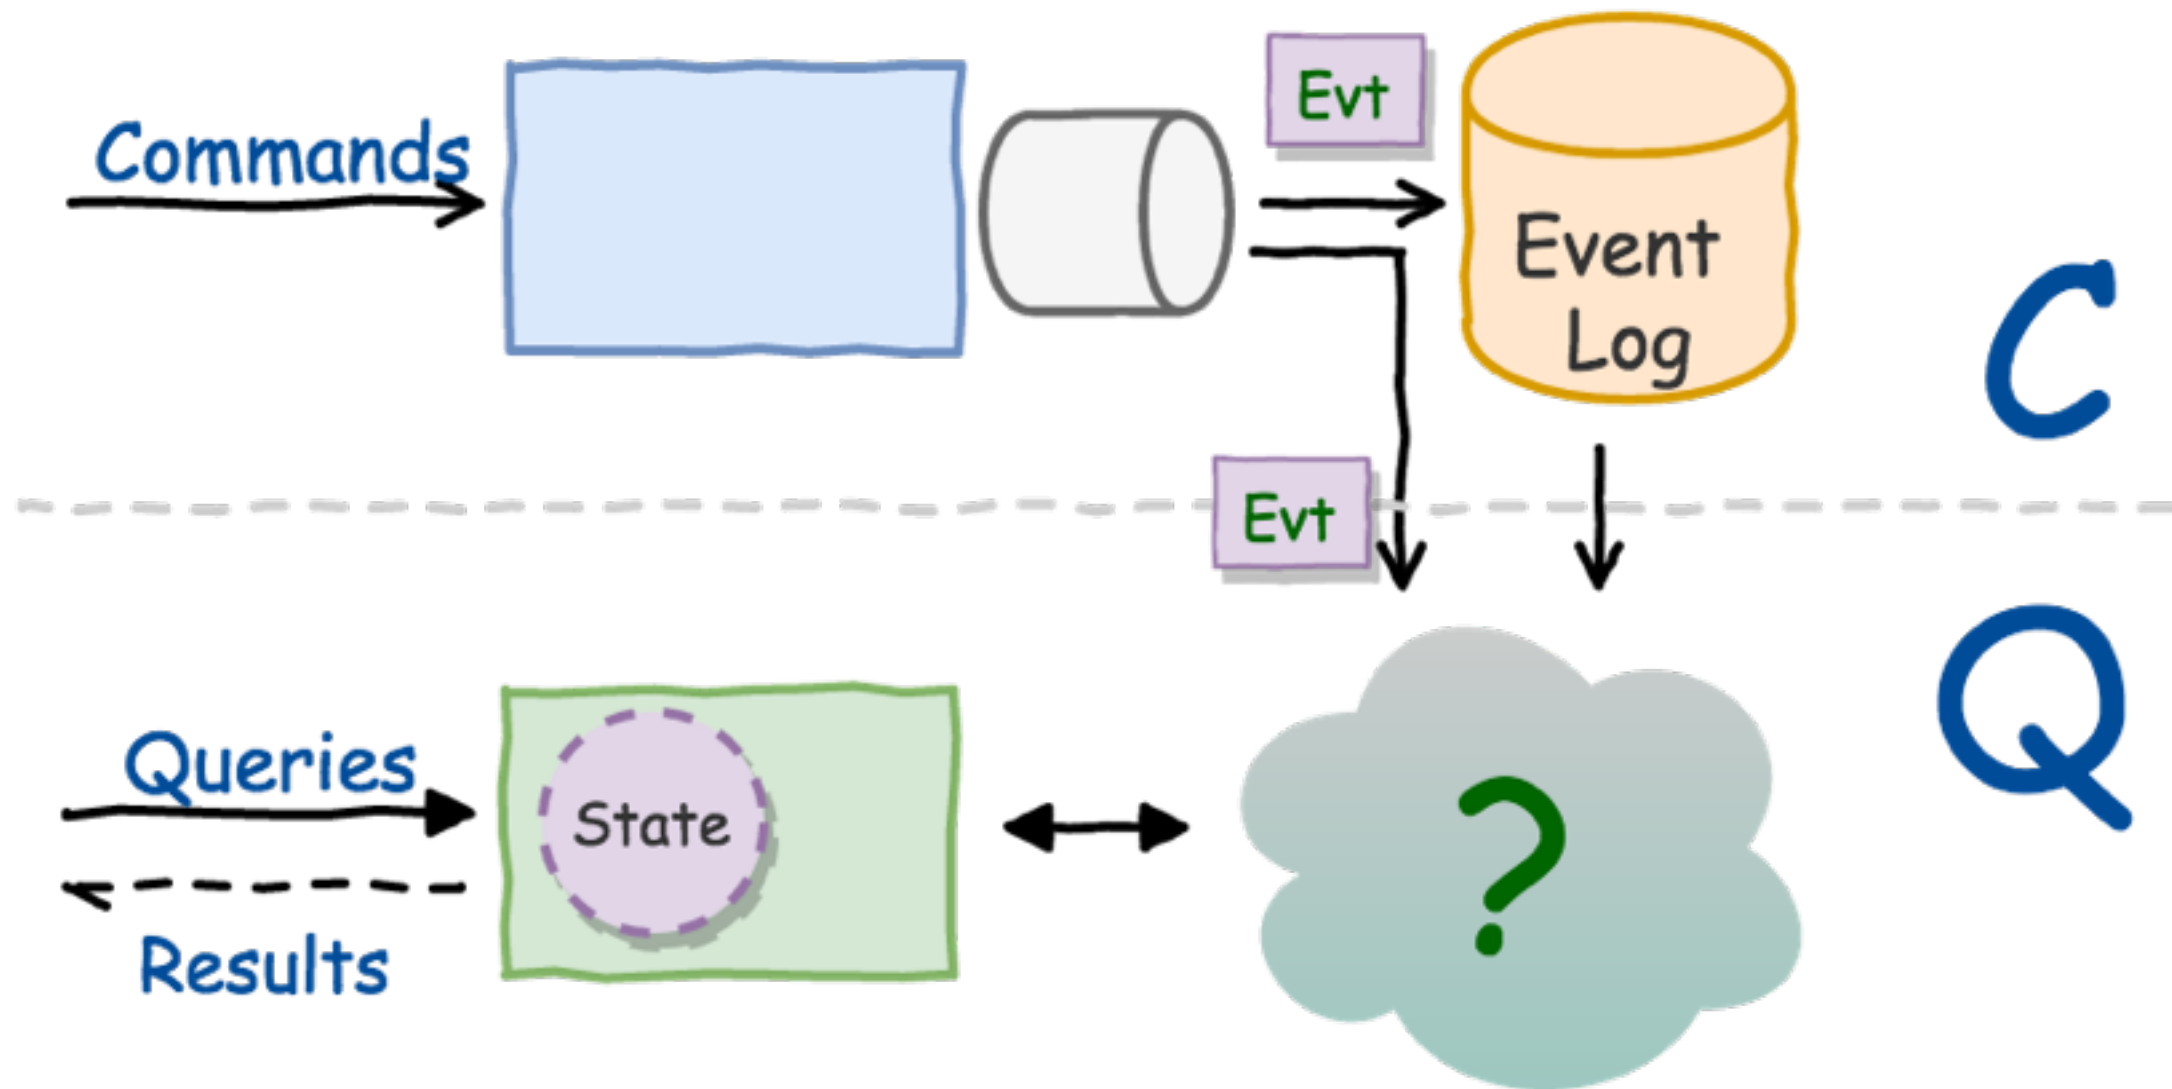 Commands
Evt
Event
Log
C
Evt
Queries
State
?
Q
Results